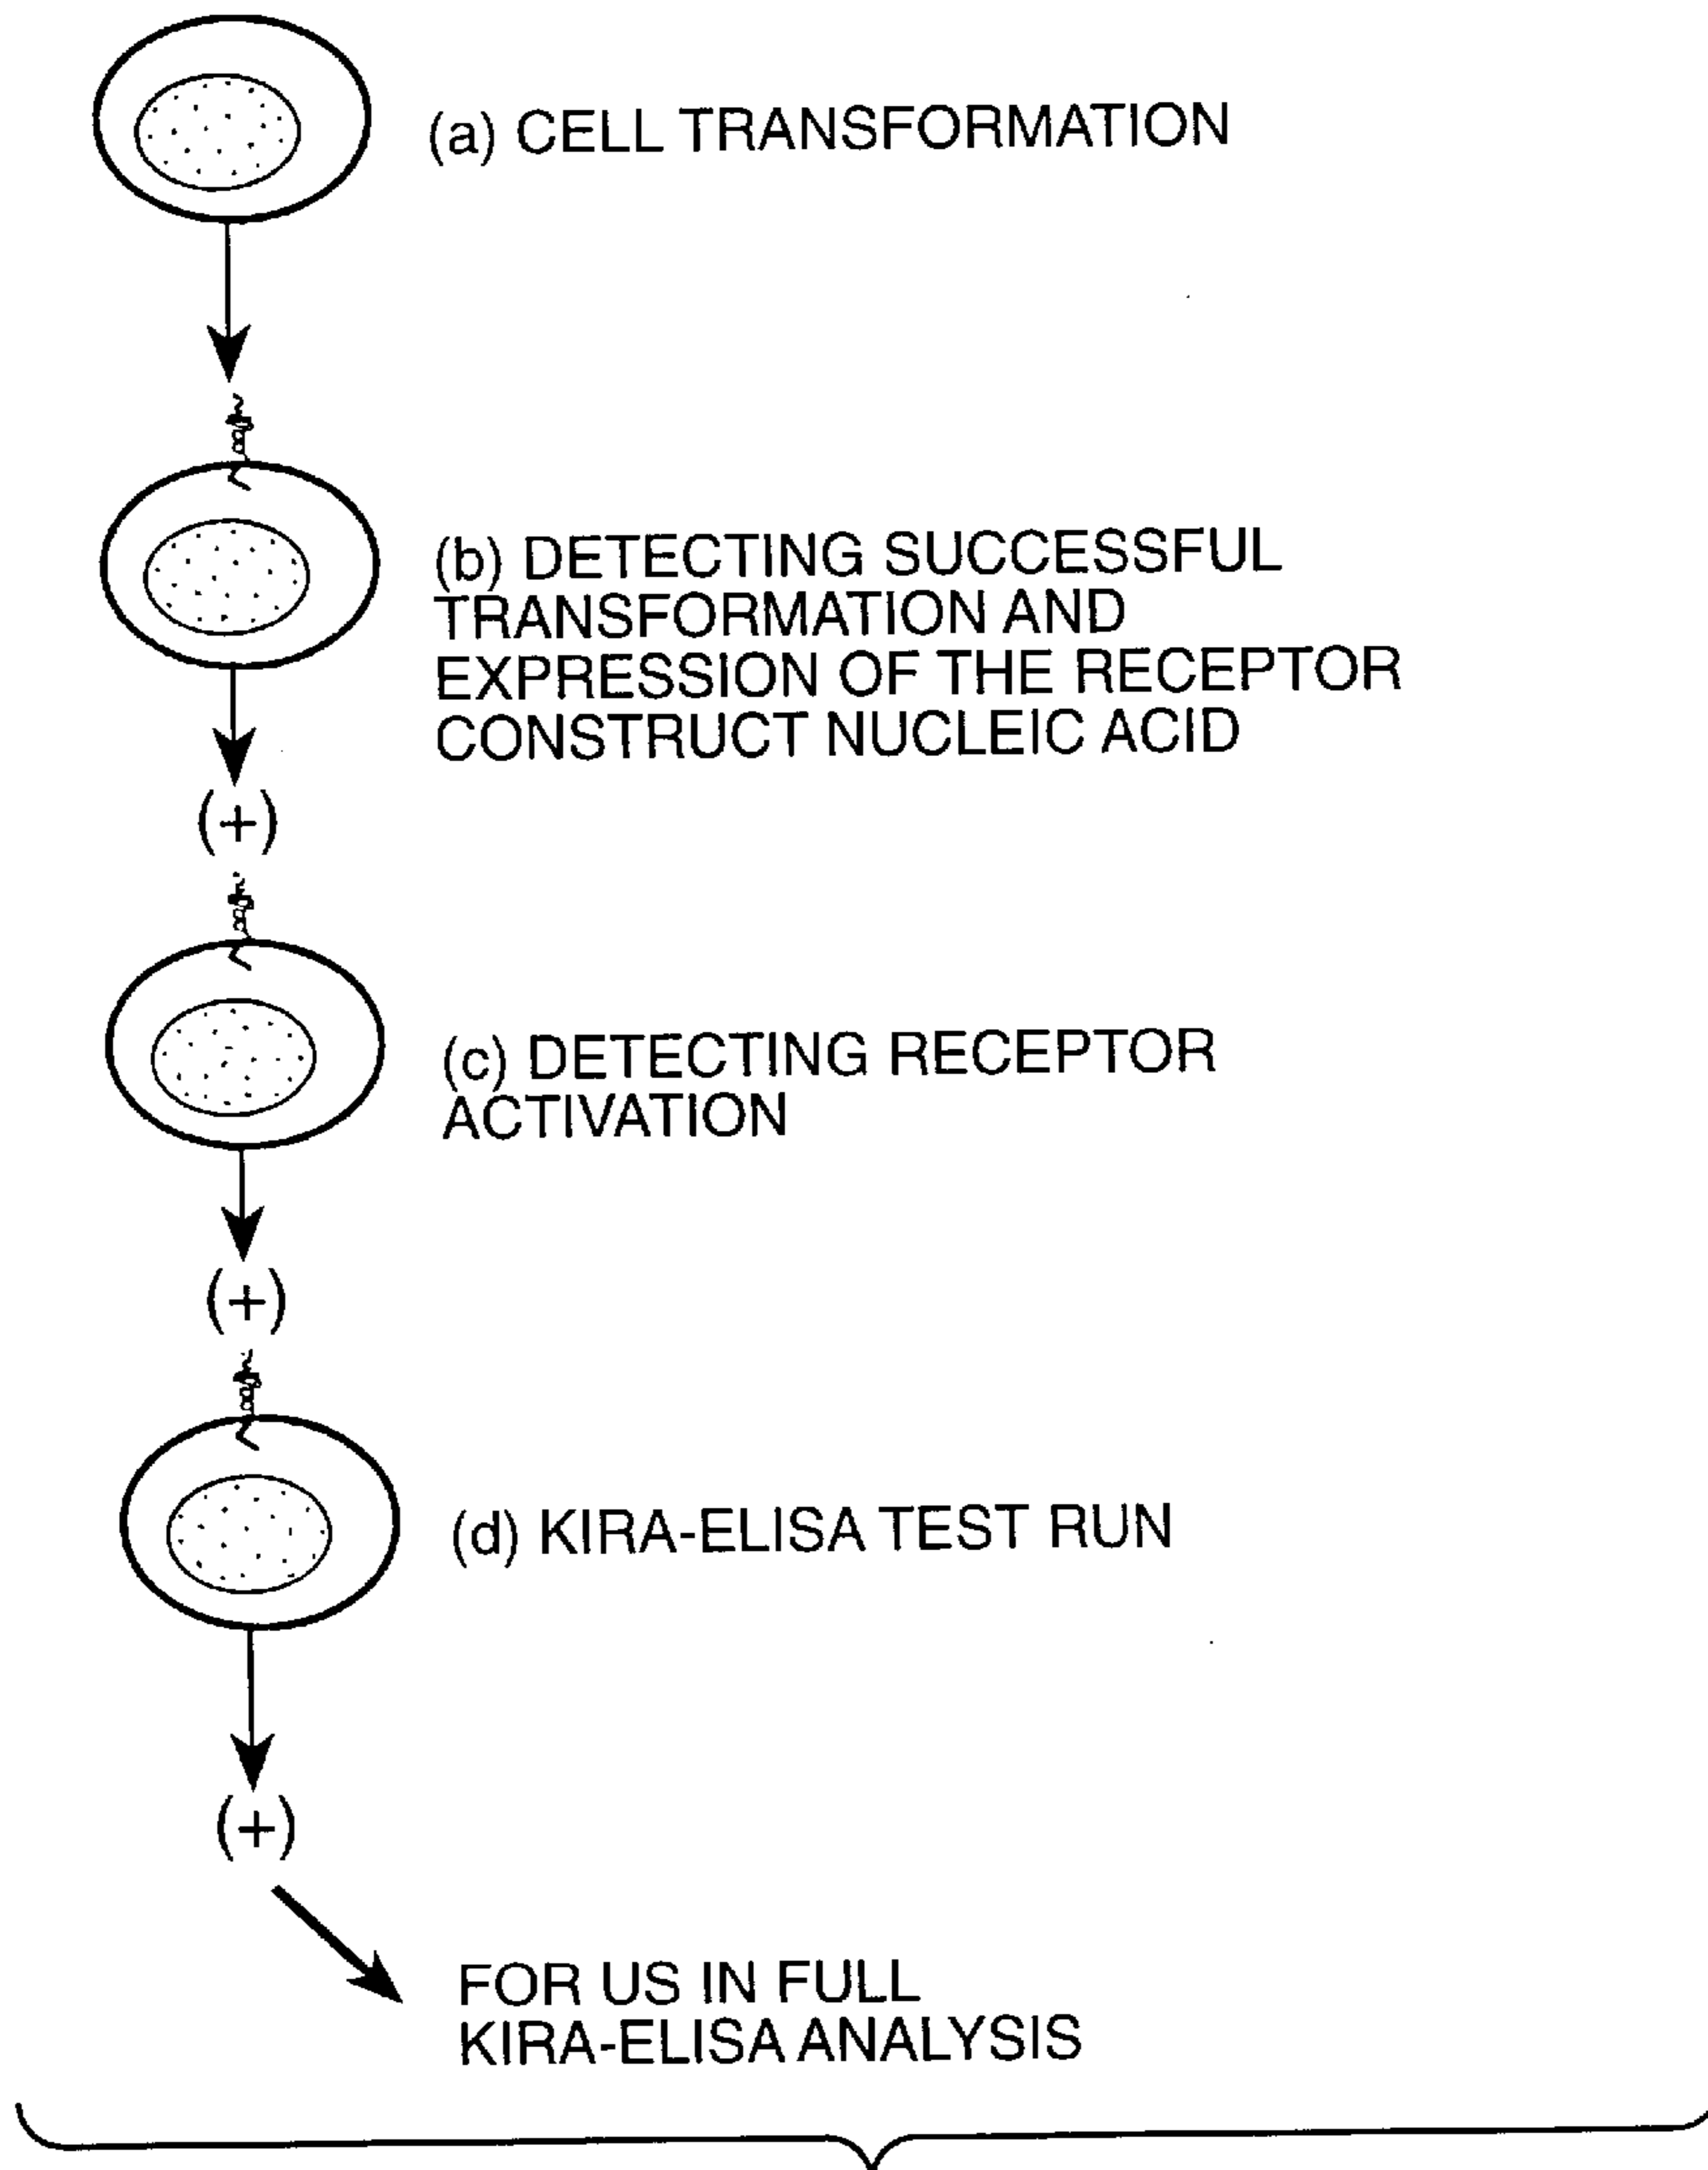 (a) CELL TRANSFORMATION
(b) DETECTING SUCCESSFUL
TRANSFORMATION AND
EXPRESSION OF THE RECEPTOR
CONSTRUCT NUCLEIC ACID
(+)
(c) DETECTING RECEPTOR
ACTIVATION
(+)
(d) KIRA-ELISA TEST RUN
(+)
FOR US IN FULL
KIRA-ELISA ANALYSIS